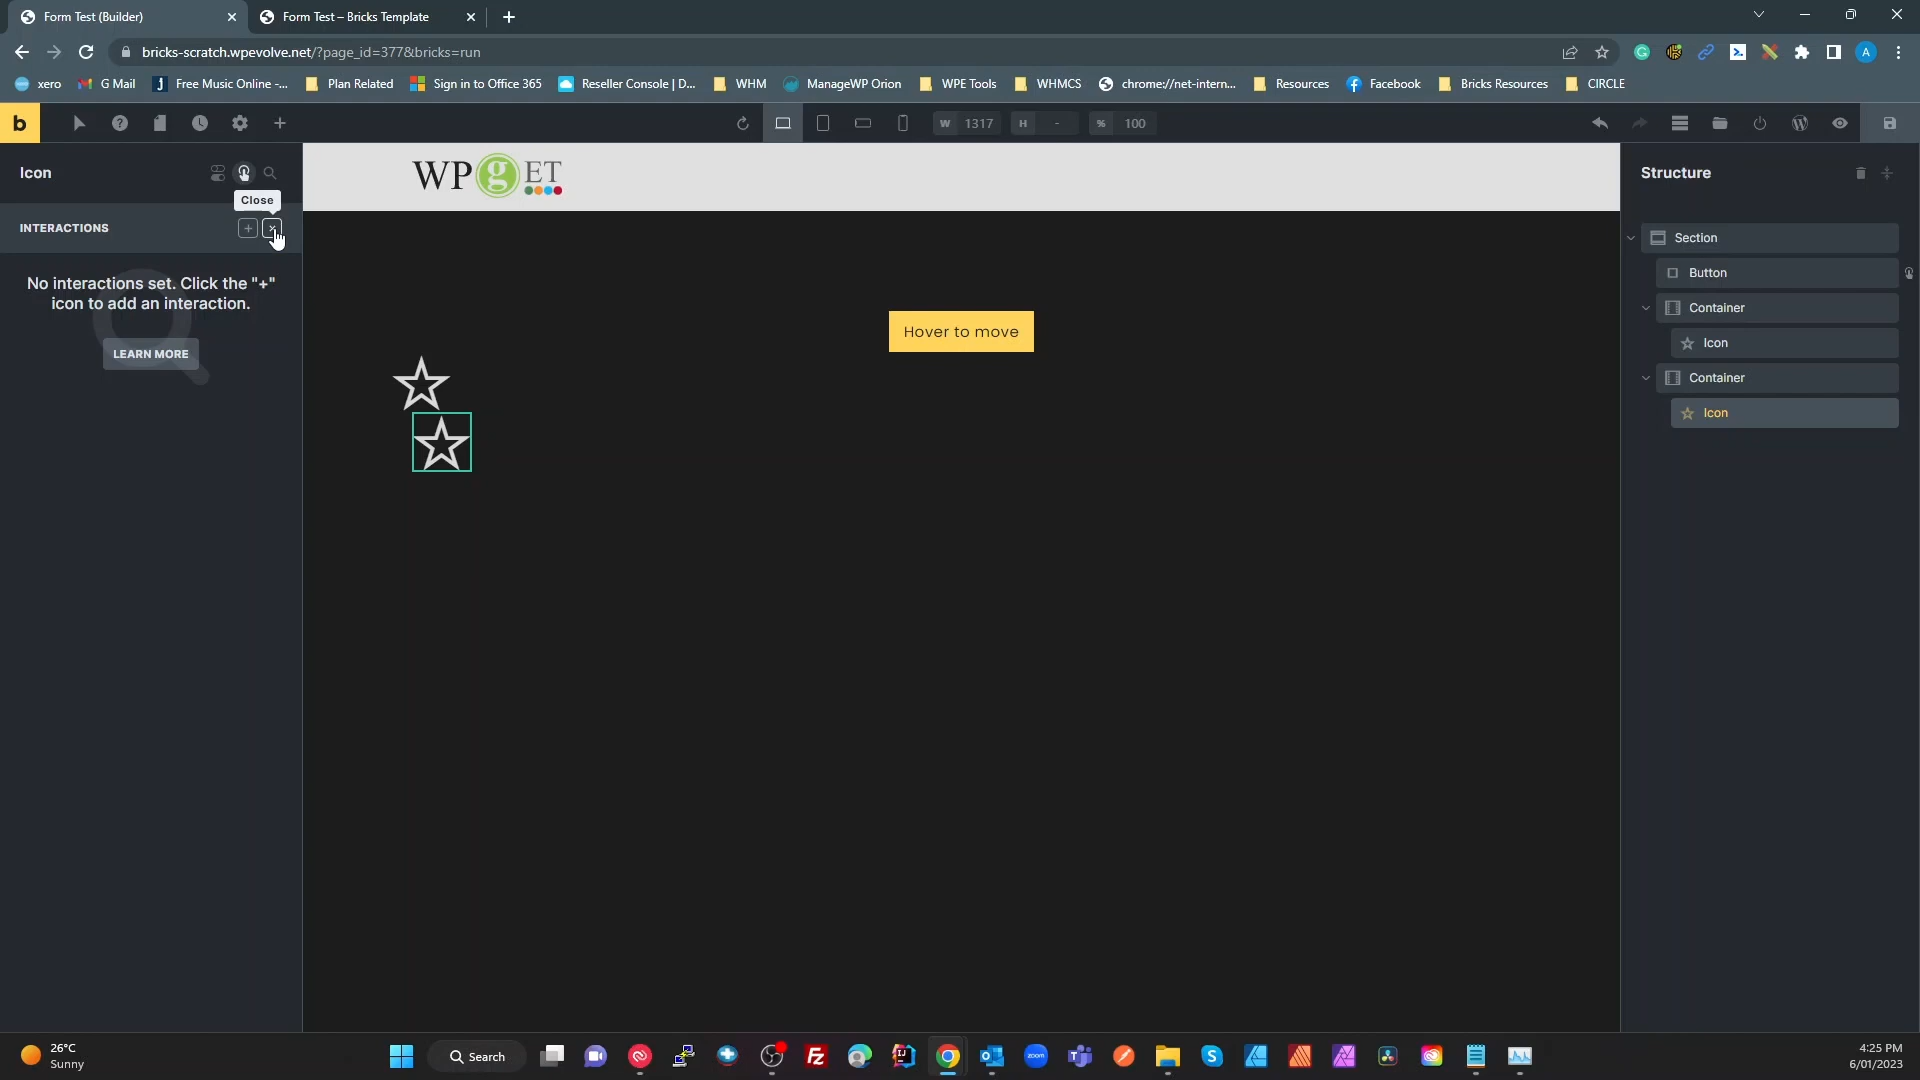 Form Test (Builder)
Form Test – Bricks Template
bricks-scratch.wpevolve.net/?page_id=377&bricks=run
A
xero
G Mail
Free Music Online -...
Plan Related
Sign in to Office 365
Reseller Console | D...
WHM
ManageWP Orion
WPE Tools
WHMCS
chrome://net-intern...
Resources
Facebook
Bricks Resources
CIRCLE
b
W 1317
H -
% 100
Icon
Close
INTERACTIONS
No interactions set. Click the "+"
icon to add an interaction.
LEARN MORE
WPgET
Hover to move
Structure
Section
Button
Container
Icon
Container
Icon
26°C
Sunny
Search
zoom
4:25 PM
6/01/2023